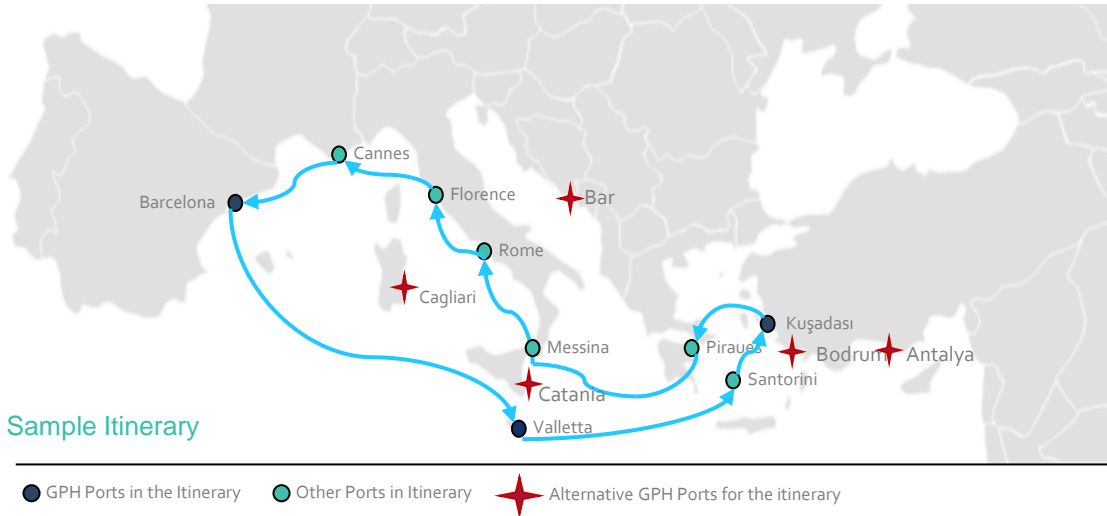 Cannes
Barcelona
Florence
Bar
Rome
Cagliari
Kuşadası
Messina
Piraues
Bodrum
Antalya
Santorini
Catania
Valletta
Sample Itinerary
GPH Ports in the Itinerary
Other Ports in Itinerary
Alternative GPH Ports for the itinerary